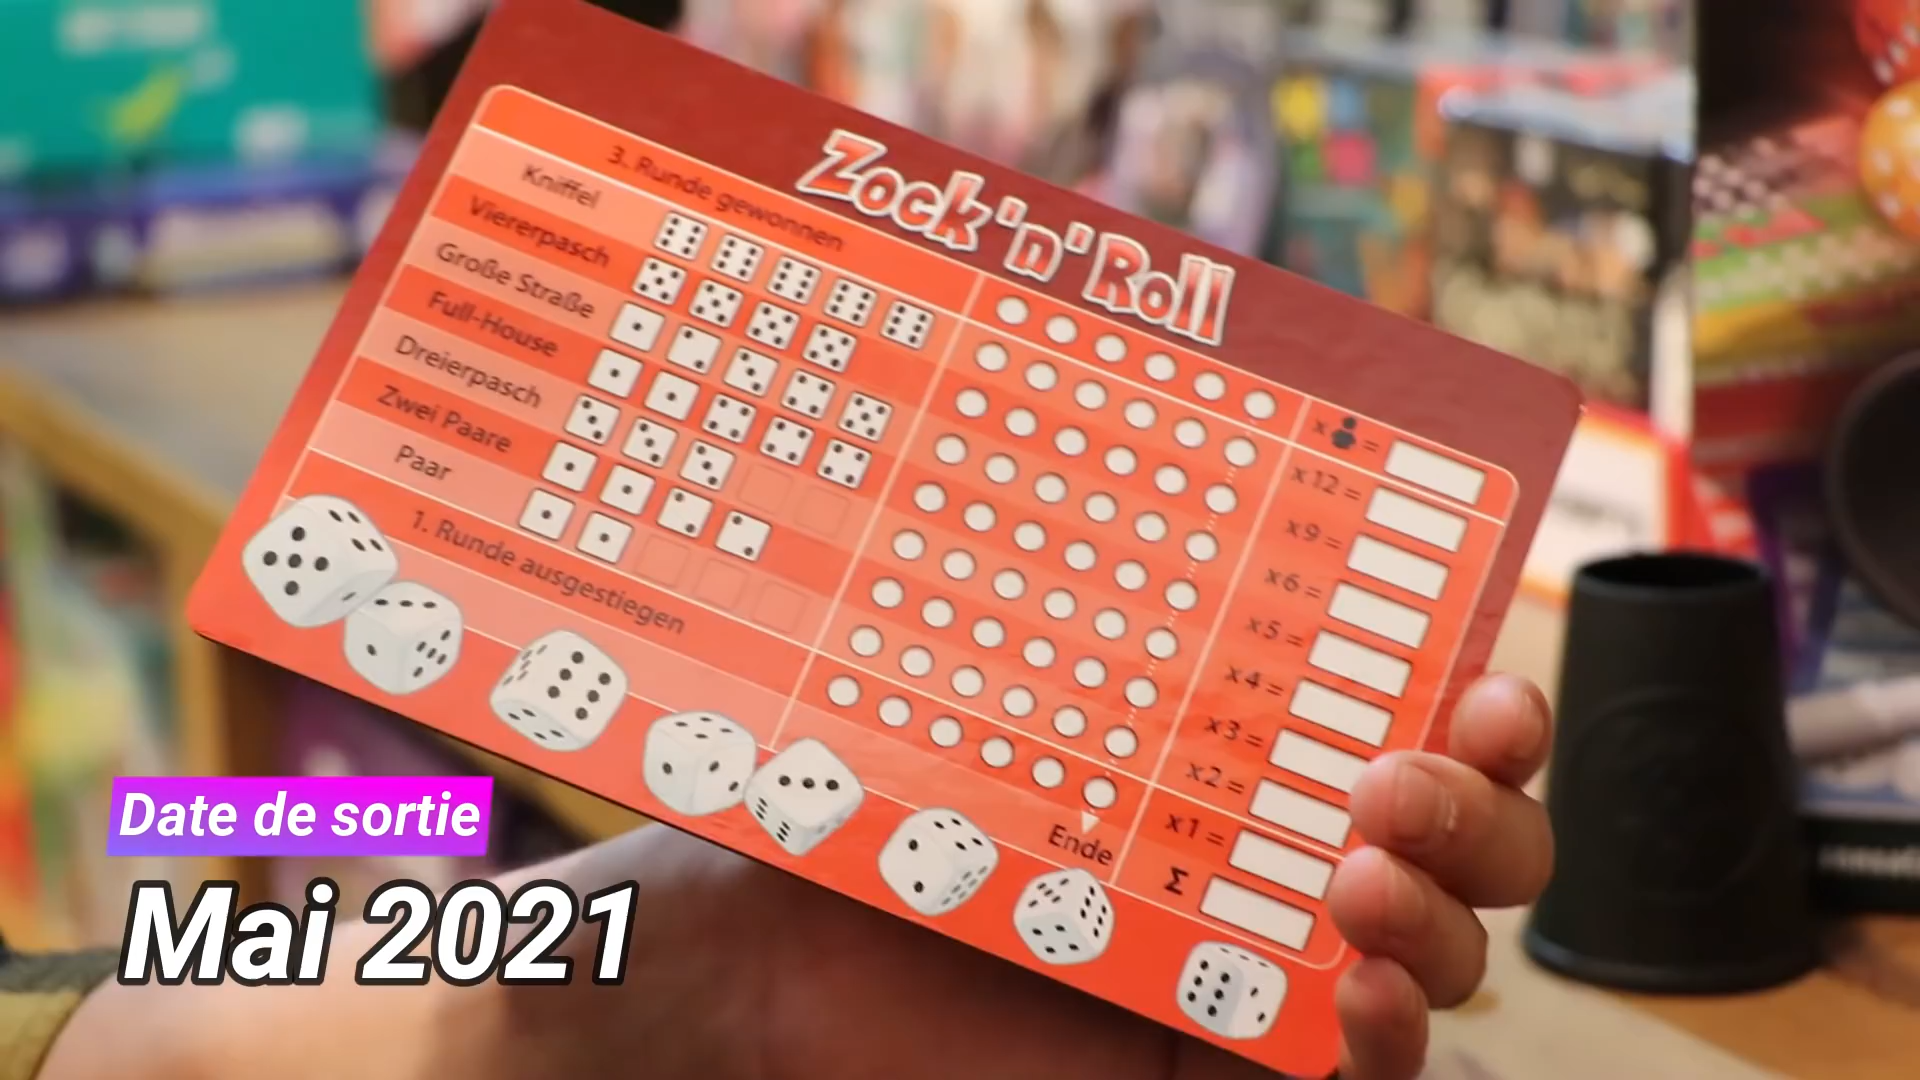 Zock'n'Roll
3. Runde gewonnen
x =
Kniffel
x12 =
Viererpasch
x9 =
Große Straße
x6 =
Full-House
x5 =
Dreierpasch
x4 =
Zwei Paare
x3 =
Paar
x2 =
1. Runde ausgestiegen
x1 =
Ende
Σ
Date de sortie
Mai 2021